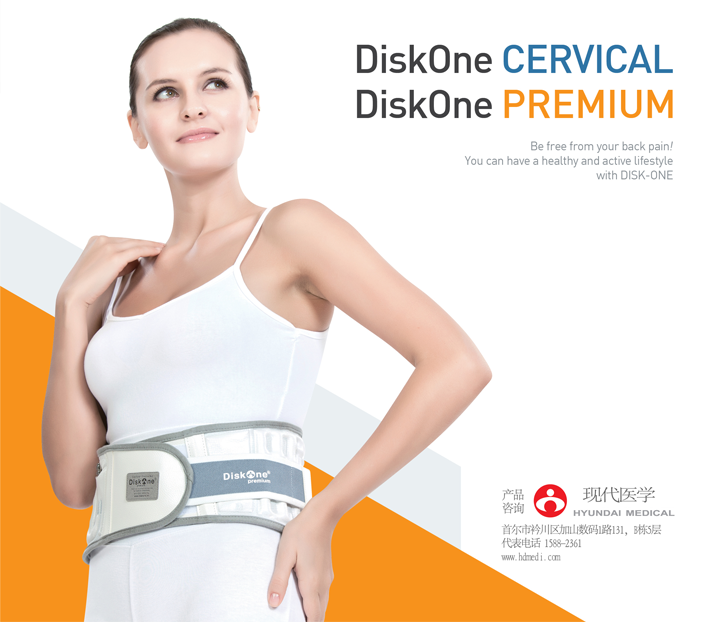 DiskOne CERVICAL
DiskOne PREMIUM
Be free from your back pain!
You can have a healthy and active lifestyle
with DISK-ONE
DiskOne®
DiskOne®
premium
产品
咨询
现代医学
HYUNDAI MEDICAL
首尔市衿川区加山数码1路131, B栋5层
代表电话 1588-2361
www.hdmedi.com